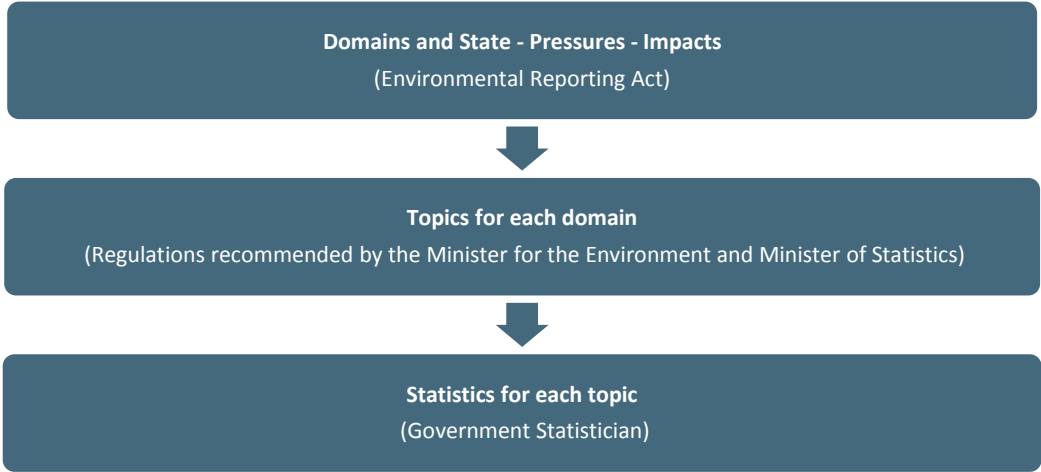 Domains and State - Pressures - Impacts
(Environmental Reporting Act)
Topics for each domain
(Regulations recommended by the Minister for the Environment and Minister of Statistics)
Statistics for each topic
(Government Statistician)